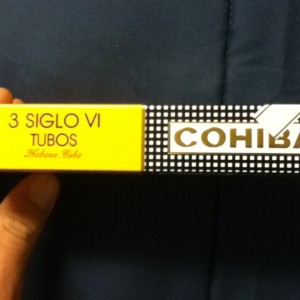 3 SIGLO VI
TUBOS
Habana, Cuba
COHIBA